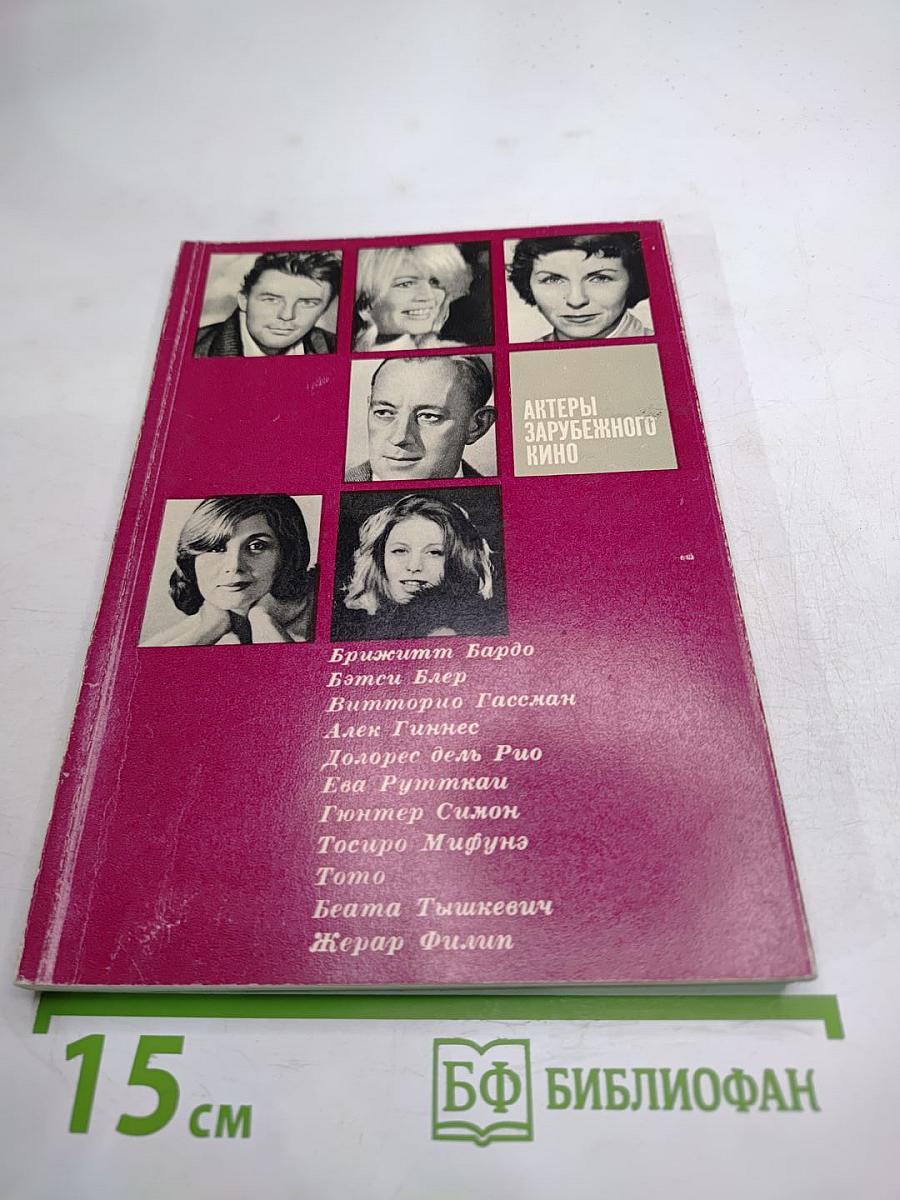 АКТЕРЫ
ЗАРУБЕЖНОГО
КИНО
Брижитт Бардо
Бэтси Блер
Витторио Гассман
Алек Гиннес
Долорес дель Рио
Ева Рутткаи
Гюнтер Симон
Тосиро Мифунэ
Тото
Беата Тышкевич
Жерар Филип
15 см
БФ БИБЛИОФАН